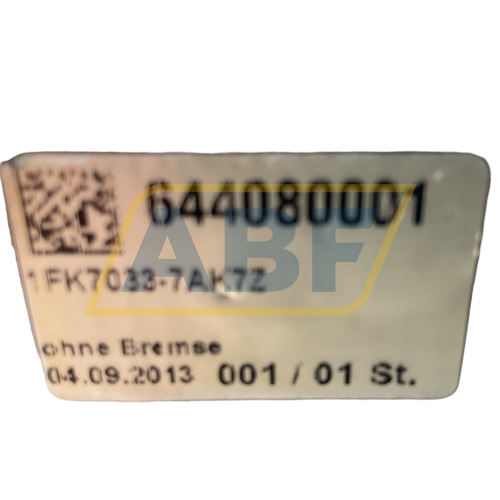 644080001
ABF
1FK7033-7AK7Z
ohne Bremse
04.09.2013 001 / 01 St.